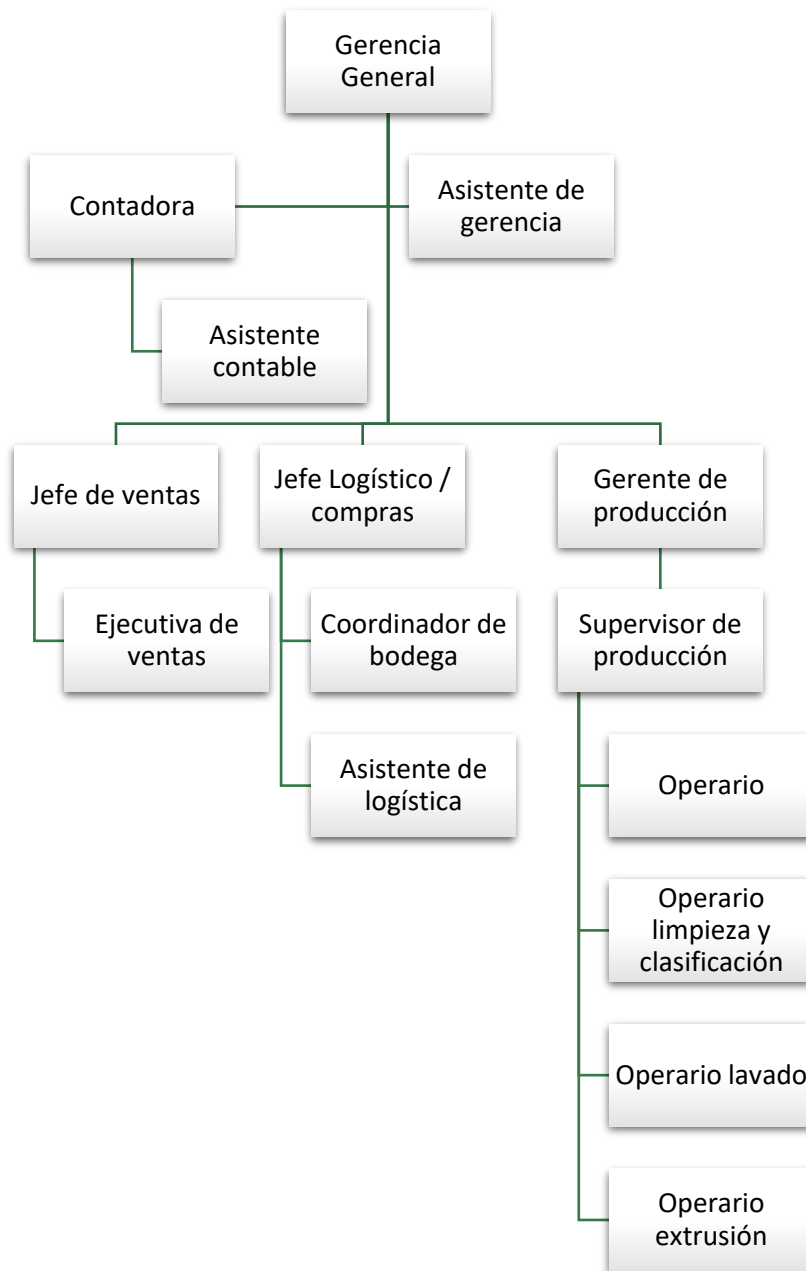 Gerencia
General
Contadora
Asistente de
gerencia
Asistente
contable
Jefe de ventas
Jefe Logístico /
compras
Gerente de
producción
Ejecutiva de
ventas
Coordinador de
bodega
Supervisor de
producción
Asistente de
logística
Operario
Operario
limpieza y
clasificación
Operario lavado
Operario
extrusión